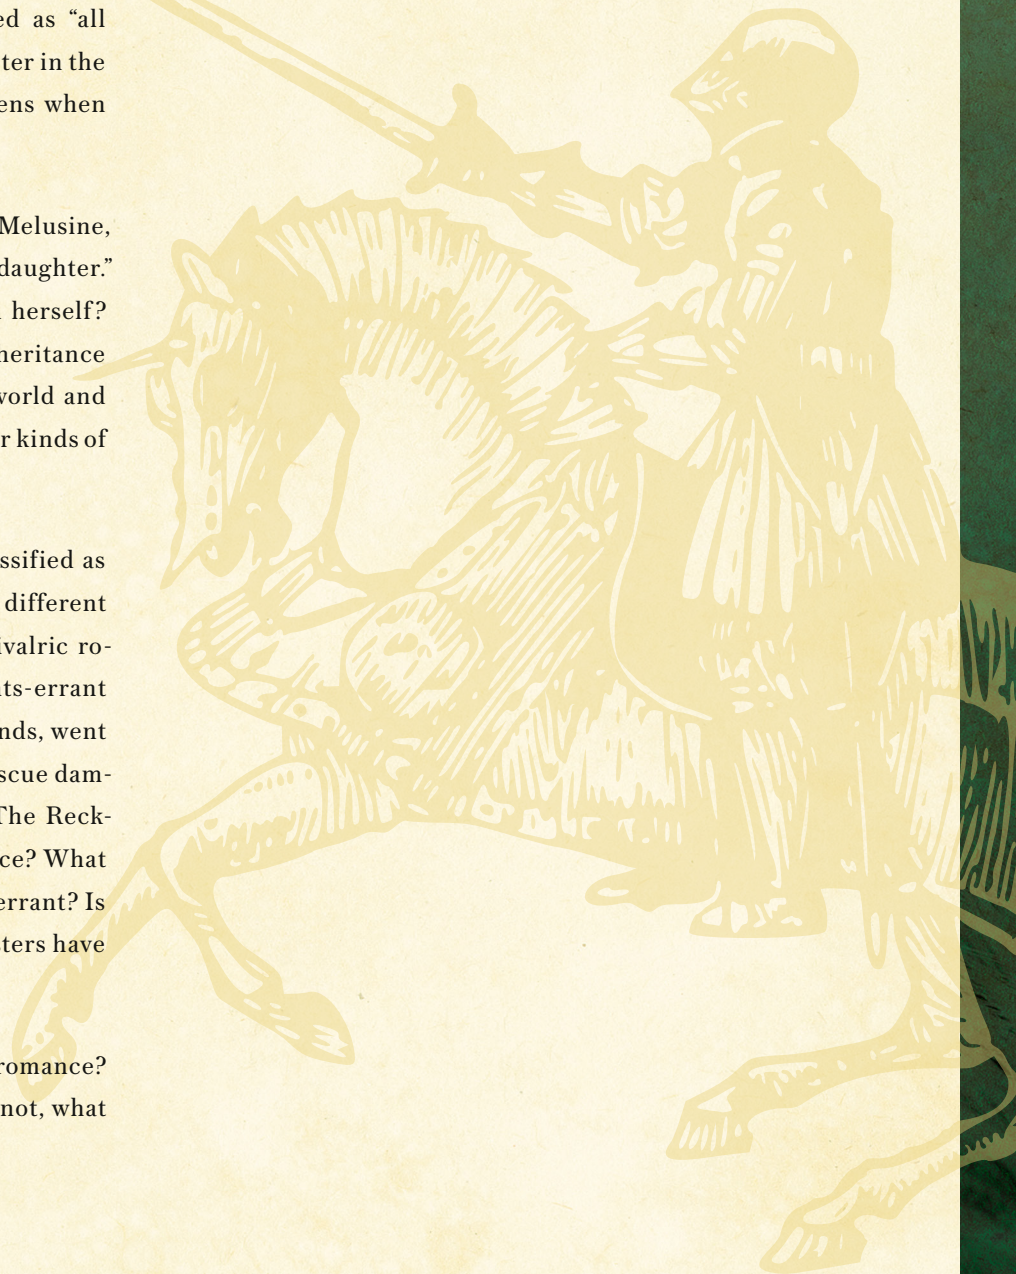 ed as “all
ter in the
ens when
Melusine,
daughter.”
herself?
heritance
world and
r kinds of
ssified as
different
ivalric ro-
nts-errant
nds, went
scue dam-
The Reck-
ce? What
errant? Is
ters have
romance?
not, what